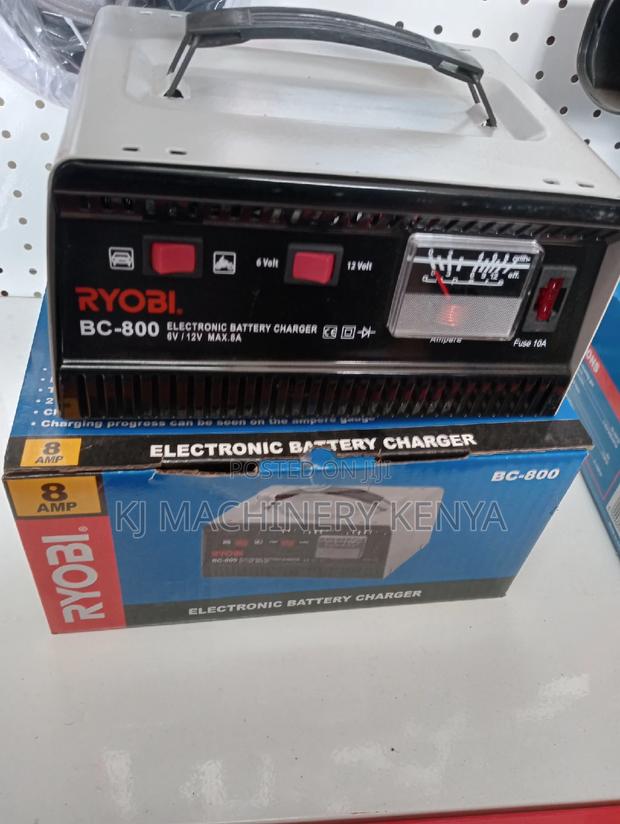 6 Volt
12 Volt
RYOBI.
BC-800 ELECTRONIC BATTERY CHARGER
6V / 12V MAX.8A
CE
Ampere
Fuse 10A
Charging progress can be seen on the ampere gauge
8
AMP
ELECTRONIC BATTERY CHARGER
BC-800
8
AMP
RYOBI.
POSTED ON JIJI
KJ MACHINERY KENYA
RYOBI
ELECTRONIC BATTERY CHARGER